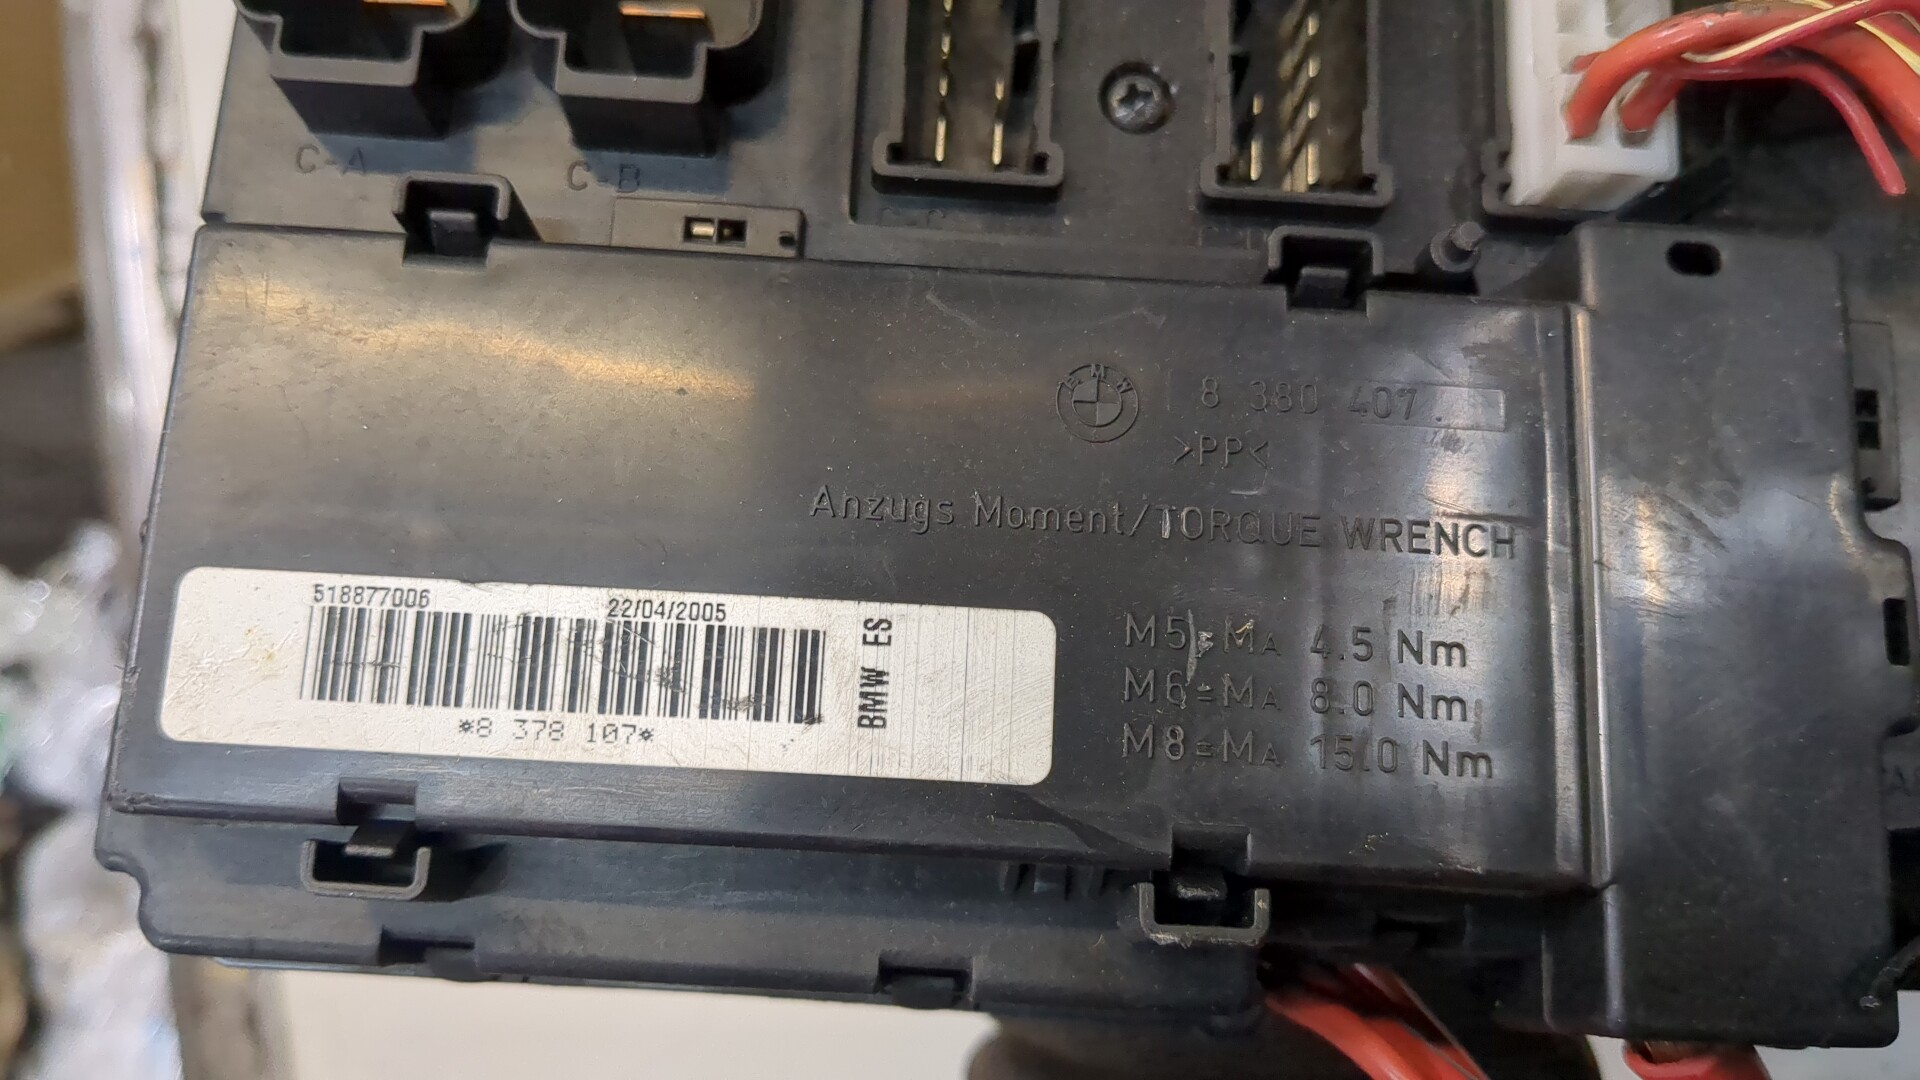 C-A
C-B
C-C
BMW
8 380 407
>PP<
Anzugs Moment/TORQUE WRENCH
518877006
22/04/2005
BMW ES
*8 378 107*
M5=MA 4.5 Nm
M6=MA 8.0 Nm
M8=MA 15.0 Nm